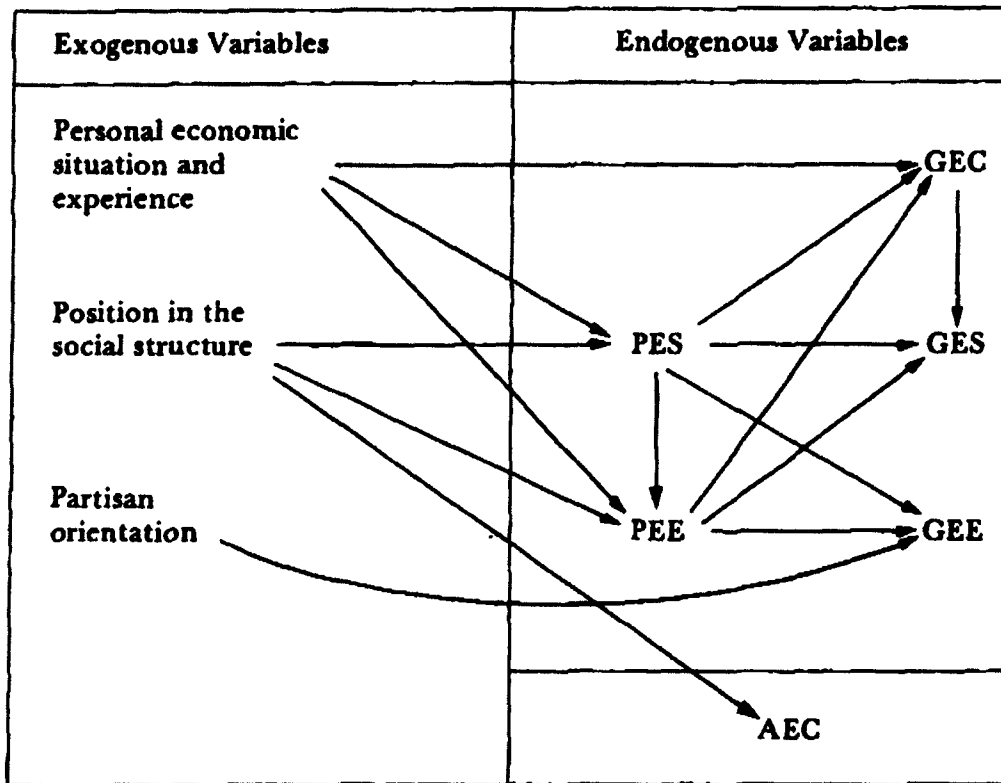 Exogenous Variables
Endogenous Variables
Personal economic
situation and
experience
GEC
Position in the
social structure
PES
GES
Partisan
orientation
PEE
GEE
AEC